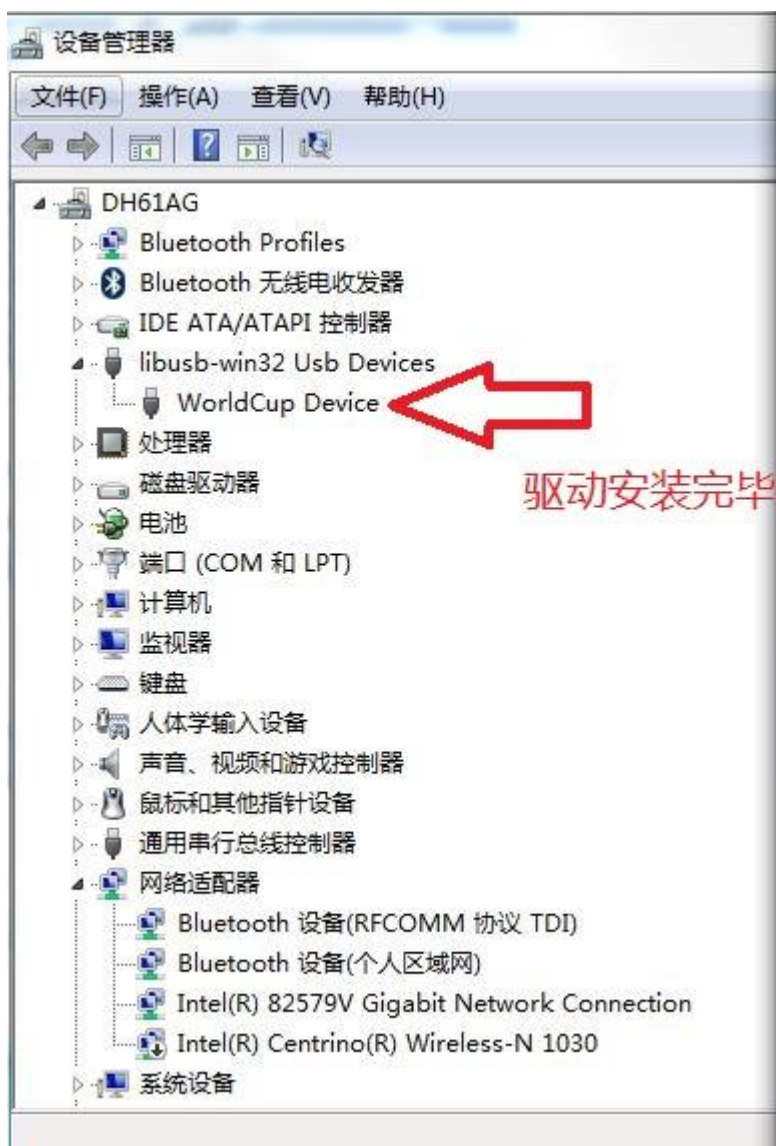 设备管理器
文件(F) 操作(A) 查看(V) 帮助(H)
DH61AG
Bluetooth Profiles
Bluetooth 无线电收发器
IDE ATA/ATAPI 控制器
libusb-win32 Usb Devices
WorldCup Device
处理器
驱动安装完毕
磁盘驱动器
电池
端口 (COM 和 LPT)
计算机
监视器
键盘
人体学输入设备
声音、视频和游戏控制器
鼠标和其他指针设备
通用串行总线控制器
网络适配器
Bluetooth 设备(RFCOMM 协议 TDI)
Bluetooth 设备(个人区域网)
Intel(R) 82579V Gigabit Network Connection
Intel(R) Centrino(R) Wireless-N 1030
系统设备